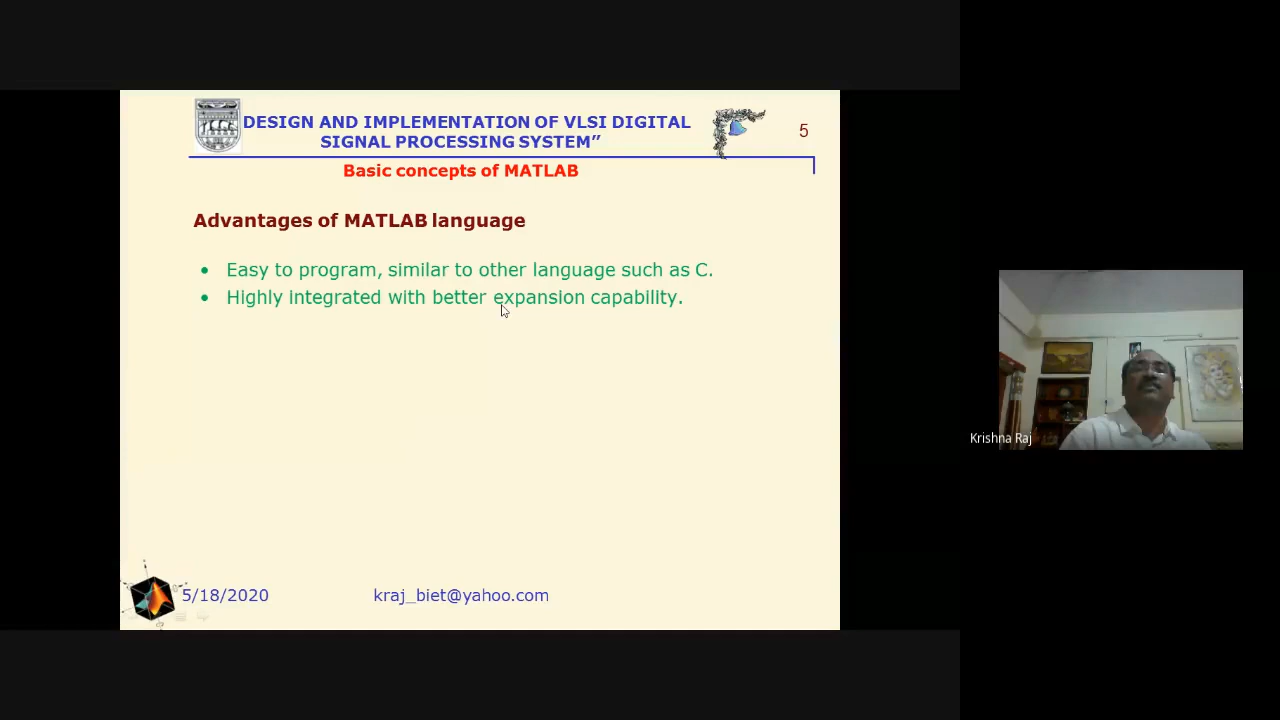 DESIGN AND IMPLEMENTATION OF VLSI DIGITAL
SIGNAL PROCESSING SYSTEM”
5
Basic concepts of MATLAB
Advantages of MATLAB language
• Easy to program, similar to other language such as C.
• Highly integrated with better expansion capability.
5/18/2020
kraj_biet@yahoo.com
Krishna Raj